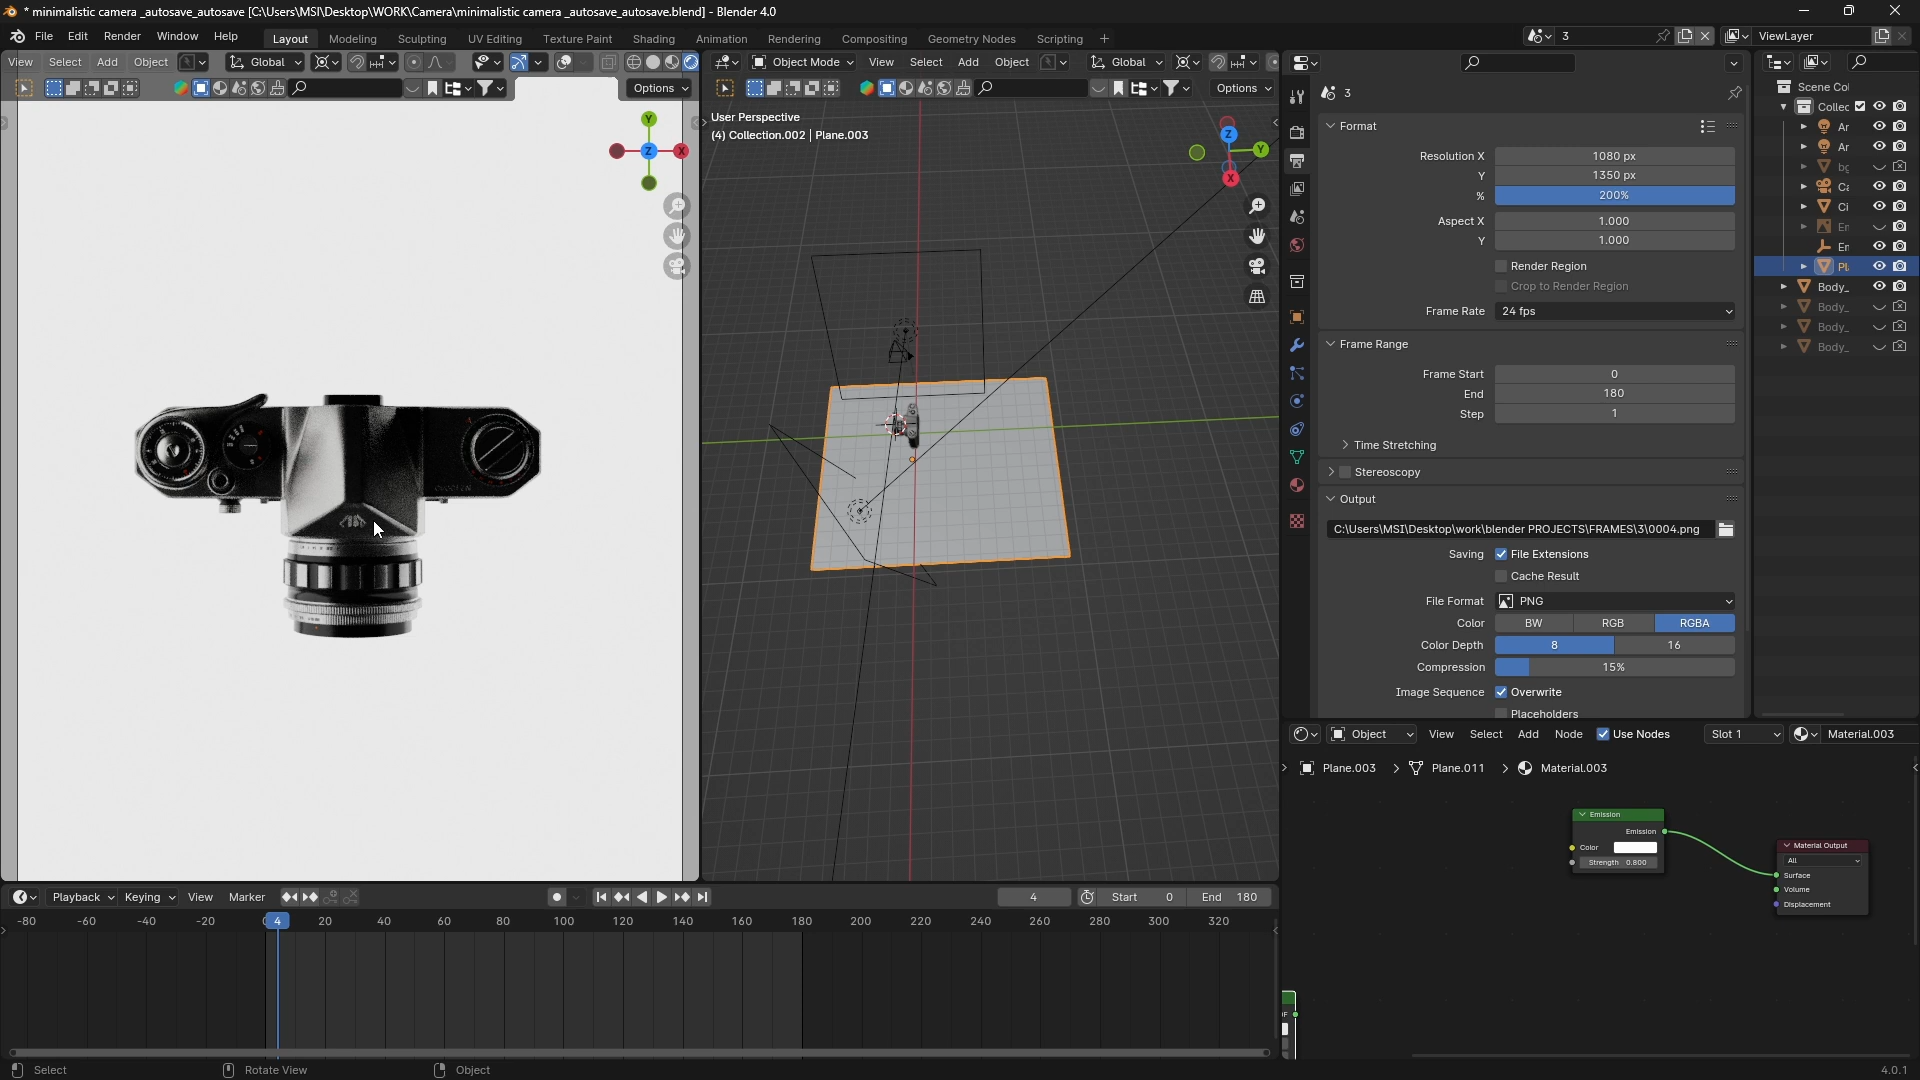 * minimalistic camera _autosave_autosave [C:\Users\MSI\Desktop\WORK\Camera\minimalistic camera _autosave_autosave.blend] - Blender 4.0
File Edit Render Window Help Layout Modeling Sculpting UV Editing Texture Paint Shading Animation Rendering Compositing Geometry Nodes Scripting + 3 ViewLayer
View Select Add Object Global
Object Mode View Select Add Object Global
Options
Options
User Perspective
(4) Collection.002 | Plane.003
Y
Z
X
Z
Y
X
3
Format
Resolution X 1080 px
Y 1350 px
% 200%
Aspect X 1.000
Y 1.000
Render Region
Crop to Render Region
Frame Rate 24 fps
Frame Range
Frame Start 0
End 180
Step 1
Time Stretching
Stereoscopy
Output
C:\Users\MSI\Desktop\work\blender PROJECTS\FRAMES\3\0004.png
Saving File Extensions
Cache Result
File Format PNG
Color BW RGB RGBA
Color Depth 8 16
Compression 15%
Image Sequence Overwrite
Placeholders
Scene Col
Collec
Ar
Ar
bg
Ca
Ci
En
En
Pl
Body_
Body_
Body_
Body_
Object View Select Add Node Use Nodes Slot 1 Material.003
Plane.003 > Plane.011 > Material.003
Emission
Emission
Color
Strength 0.800
Material Output
All
Surface
Volume
Displacement
Playback Keying View Marker 4 Start 0 End 180
-80 -60 -40 -20 4 20 40 60 80 100 120 140 160 180 200 220 240 260 280 300 320
Select Rotate View Object 4.0.1